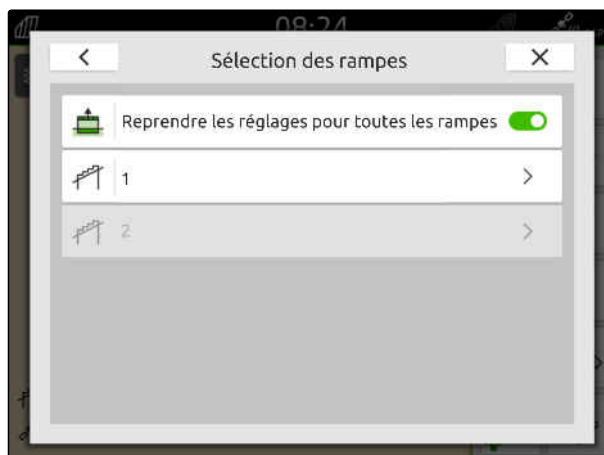 08:24
Sélection des rampes
Reprendre les réglages pour toutes les rampes
1
2